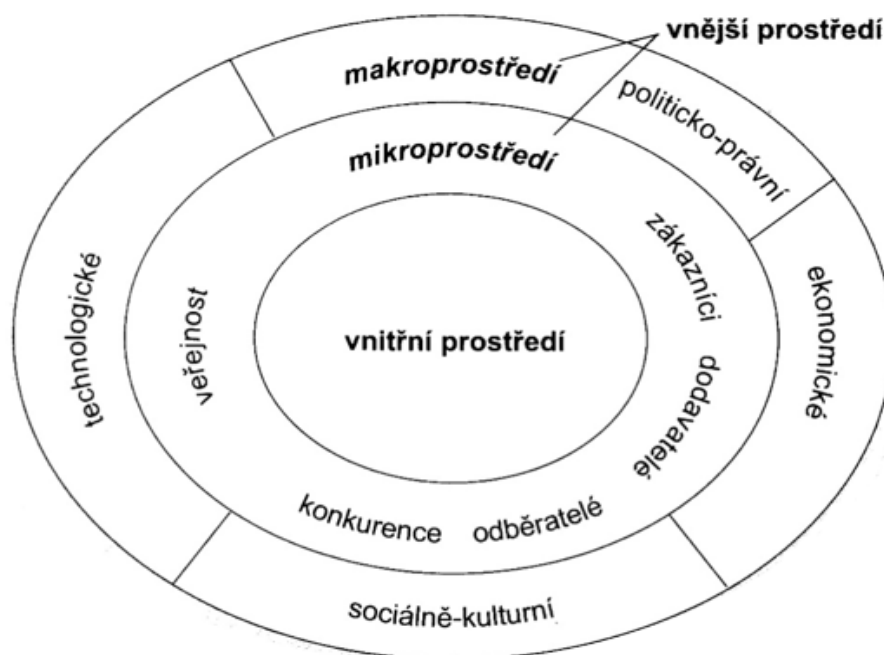 vnější prostředí
makroprostředí
politicko-právní
mikroprostředí
zákazníci
ekonomické
technologické
veřejnost
vnitřní prostředí
dodavatelé
konkurence
odběratelé
sociálně-kulturní